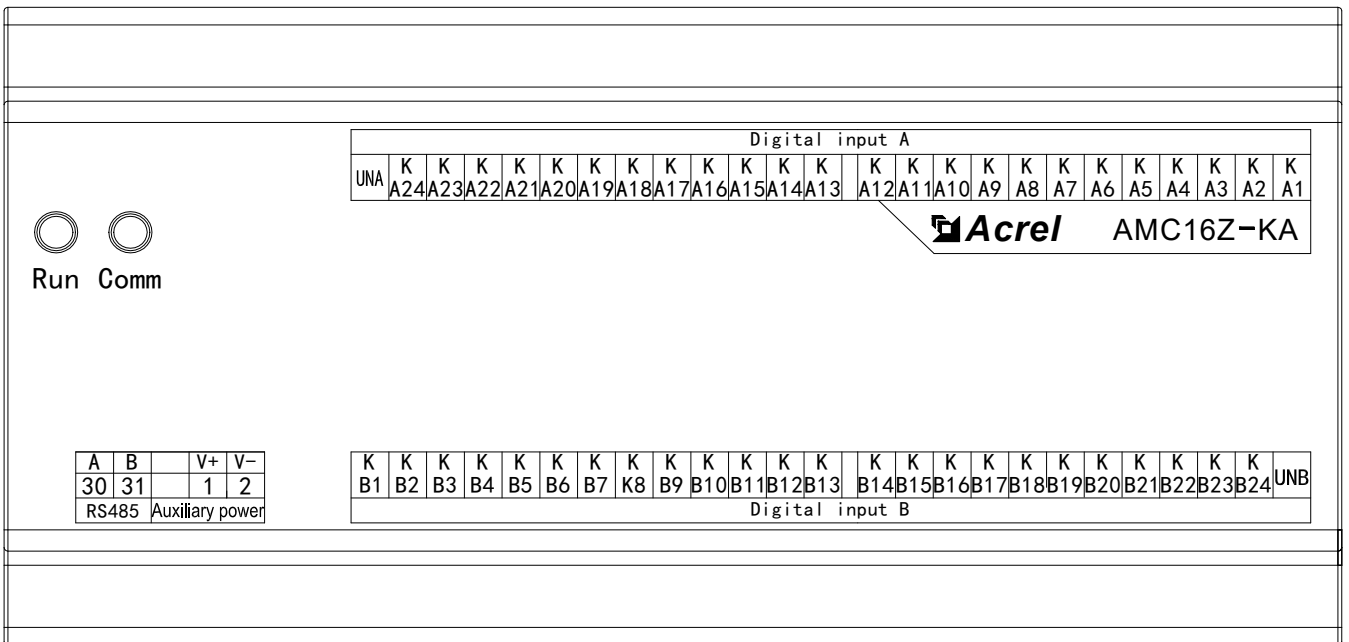 Digital input A
UNA K K K K K K K K K K K K K K K K K K K K K K K K
A24 A23 A22 A21 A20 A19 A18 A17 A16 A15 A14 A13 A12 A11 A10 A9 A8 A7 A6 A5 A4 A3 A2 A1
Acrel AMC16Z-KA
Run Comm
A B V+ V-
30 31 1 2
RS485 Auxiliary power
K K K K K K K K K K K K K K K K K K K K K K K K UNB
B1 B2 B3 B4 B5 B6 B7 K8 B9 B10 B11 B12 B13 B14 B15 B16 B17 B18 B19 B20 B21 B22 B23 B24
Digital input B